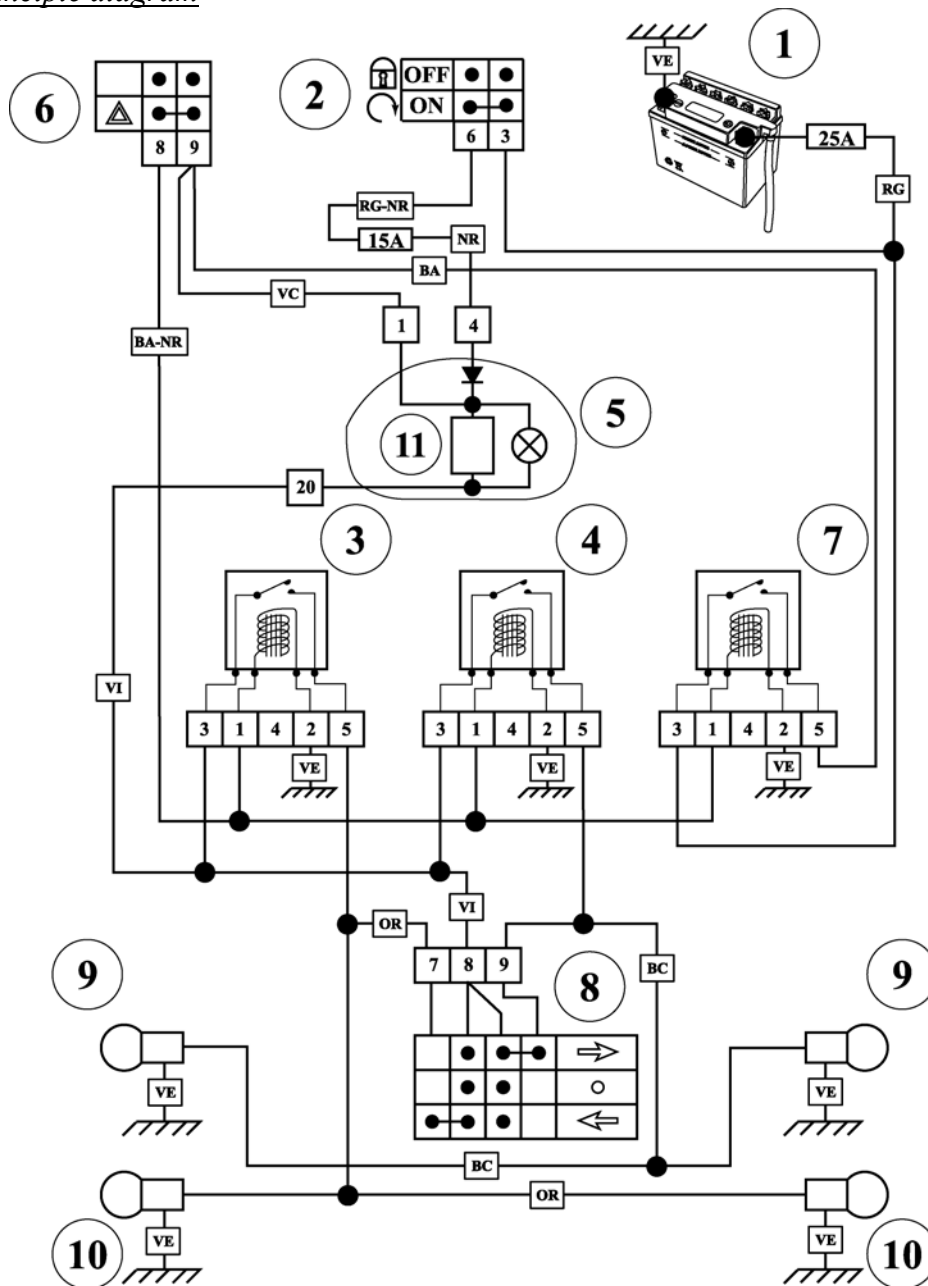 diagram
1
VE
6
2
OFF
ON
8 9
6 3
25A
RG
RG-NR
15A NR
BA
VC
1 4
BA-NR
5
11
20
3 4 7
VI
3 1 4 2 5
3 1 4 2 5
3 1 4 2 5
VE VE VE
VI
OR
7 8 9
BC
9 8 9
VE VE
BC
OR
VE VE
10 10